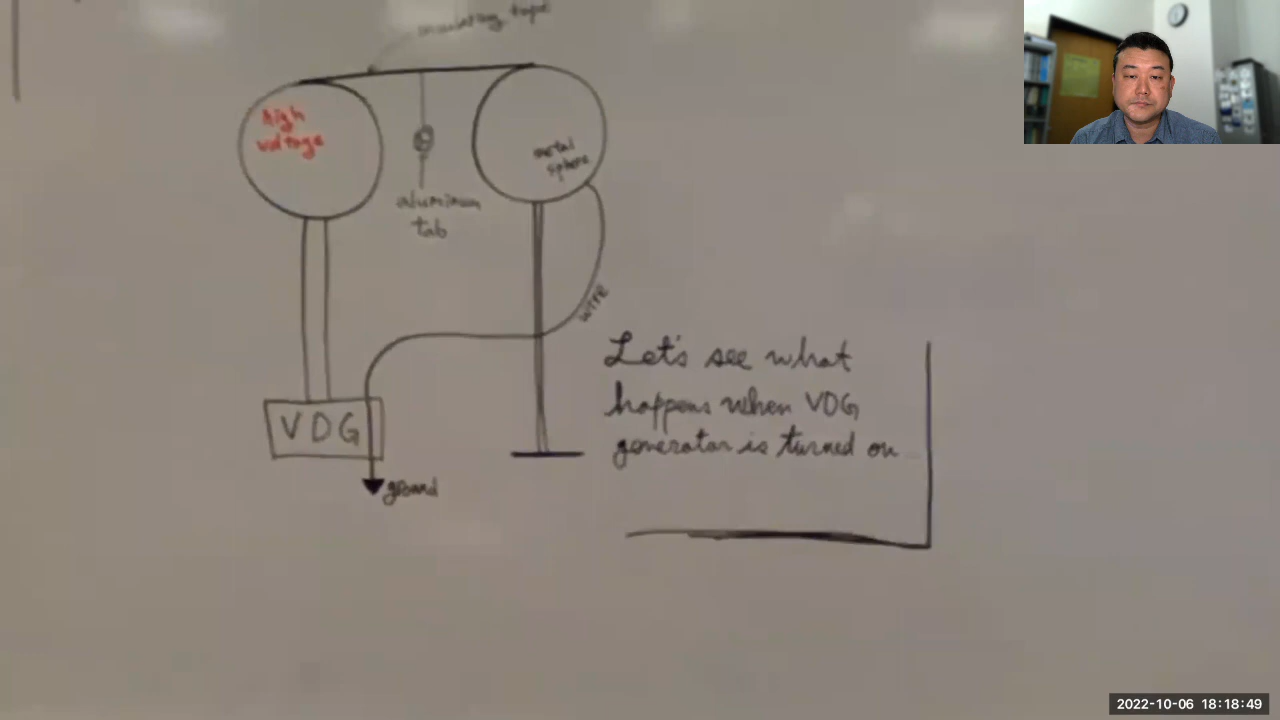 insulating tape
high
voltage
metal
sphere
aluminum
tab
wire
Let's see what
happens when VDG
generator is turned on
VDG
ground
2022-10-06 18:18:49